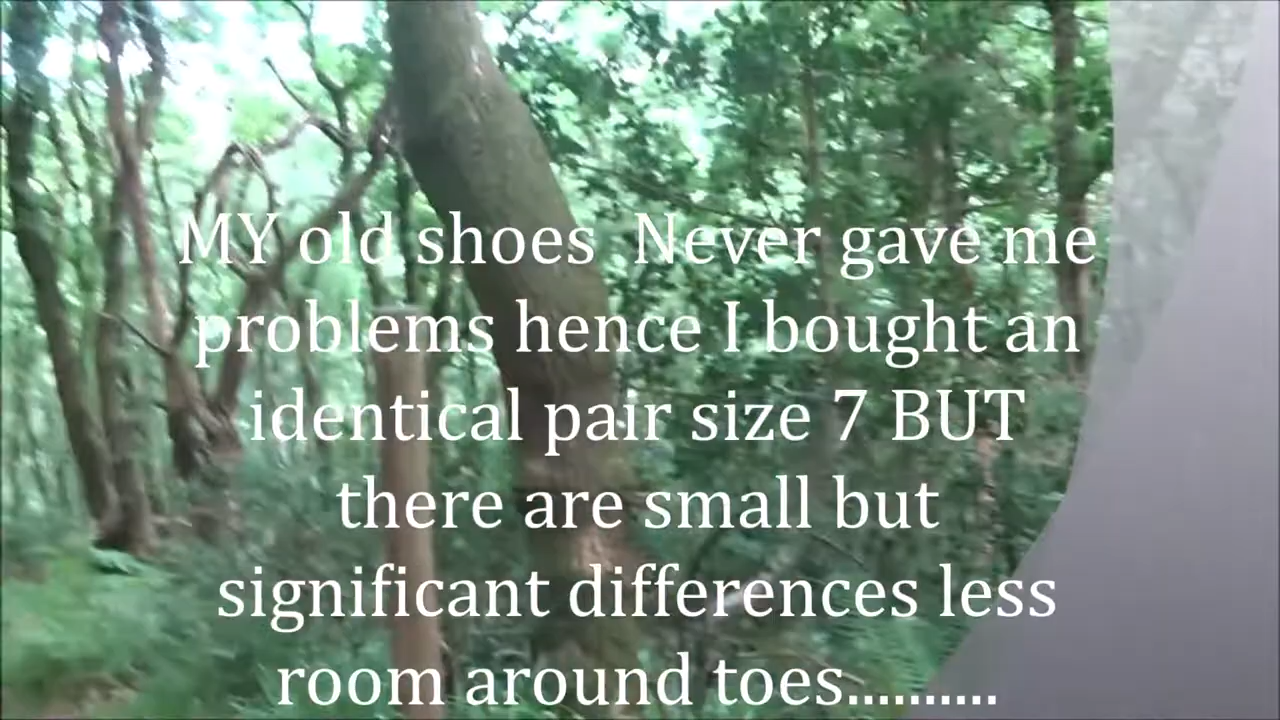 MY old shoes  Never gave me
problems hence I bought an
identical pair size 7 BUT
there are small but
significant differences less
room around toes..........